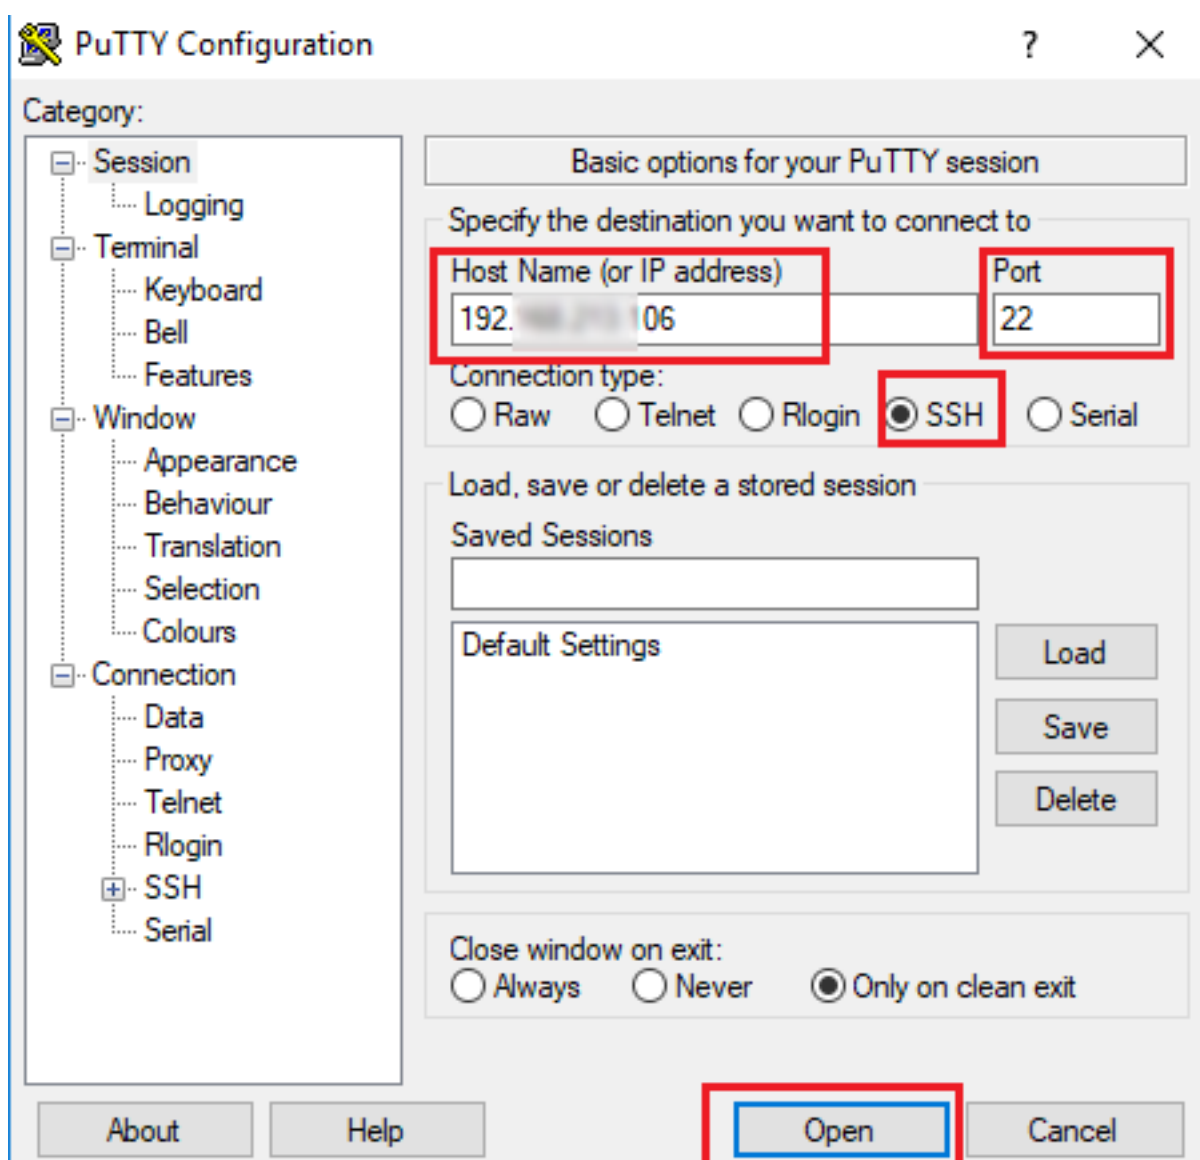 PuTTY Configuration ? ×
Category:
Session
Logging
Terminal
Keyboard
Bell
Features
Window
Appearance
Behaviour
Translation
Selection
Colours
Connection
Data
Proxy
Telnet
Rlogin
SSH
Serial
Basic options for your PuTTY session
Specify the destination you want to connect to
Host Name (or IP address) Port
192. 06 22
Connection type:
Raw Telnet Rlogin SSH Serial
Load, save or delete a stored session
Saved Sessions
Default Settings
Load
Save
Delete
Close window on exit:
Always Never Only on clean exit
About Help Open Cancel